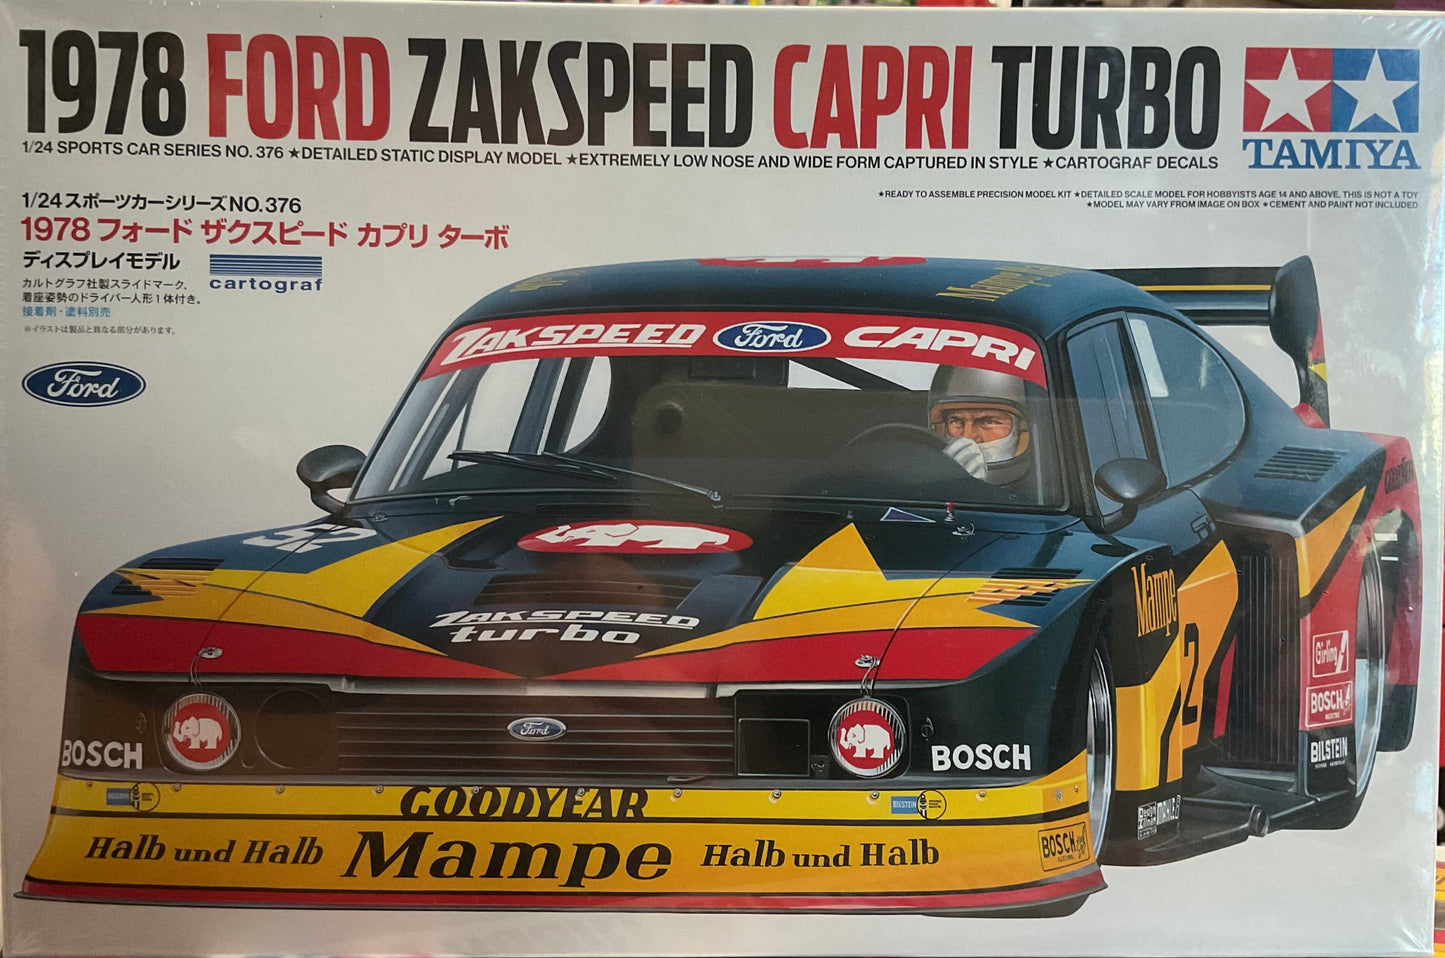 1978 FORD ZAKSPEED CAPRI TURBO
TAMIYA
1/24 SPORTS CAR SERIES NO. 376 ★DETAILED STATIC DISPLAY MODEL ★EXTREMELY LOW NOSE AND WIDE FORM CAPTURED IN STYLE ★CARTOGRAF DECALS
★READY TO ASSEMBLE PRECISION MODEL KIT ★DETAILED SCALE MODEL FOR HOBBYISTS AGE 14 AND ABOVE. THIS IS NOT A TOY
★MODEL MAY VARY FROM IMAGE ON BOX ★CEMENT AND PAINT NOT INCLUDED
1/24 スポーツカーシリーズ NO.376
1978 フォード ザクスピード カプリ ターボ
ディスプレイモデル
cartograf
カルトグラフ社製スライドマーク、
着座姿勢のドライバー人形1体付き。
接着剤・塗料別売
※イラストは製品と異なる部分があります。
Ford
ZAKSPEED Ford CAPRI
52
ZAKSPEED
turbo
Mampe
2
Ford
BOSCH
BOSCH
Girling
BOSCH
BILSTEIN
BILSTEIN
GOODYEAR
BILSTEIN
MAHLE
Halb und Halb Mampe Halb und Halb
BOSCH